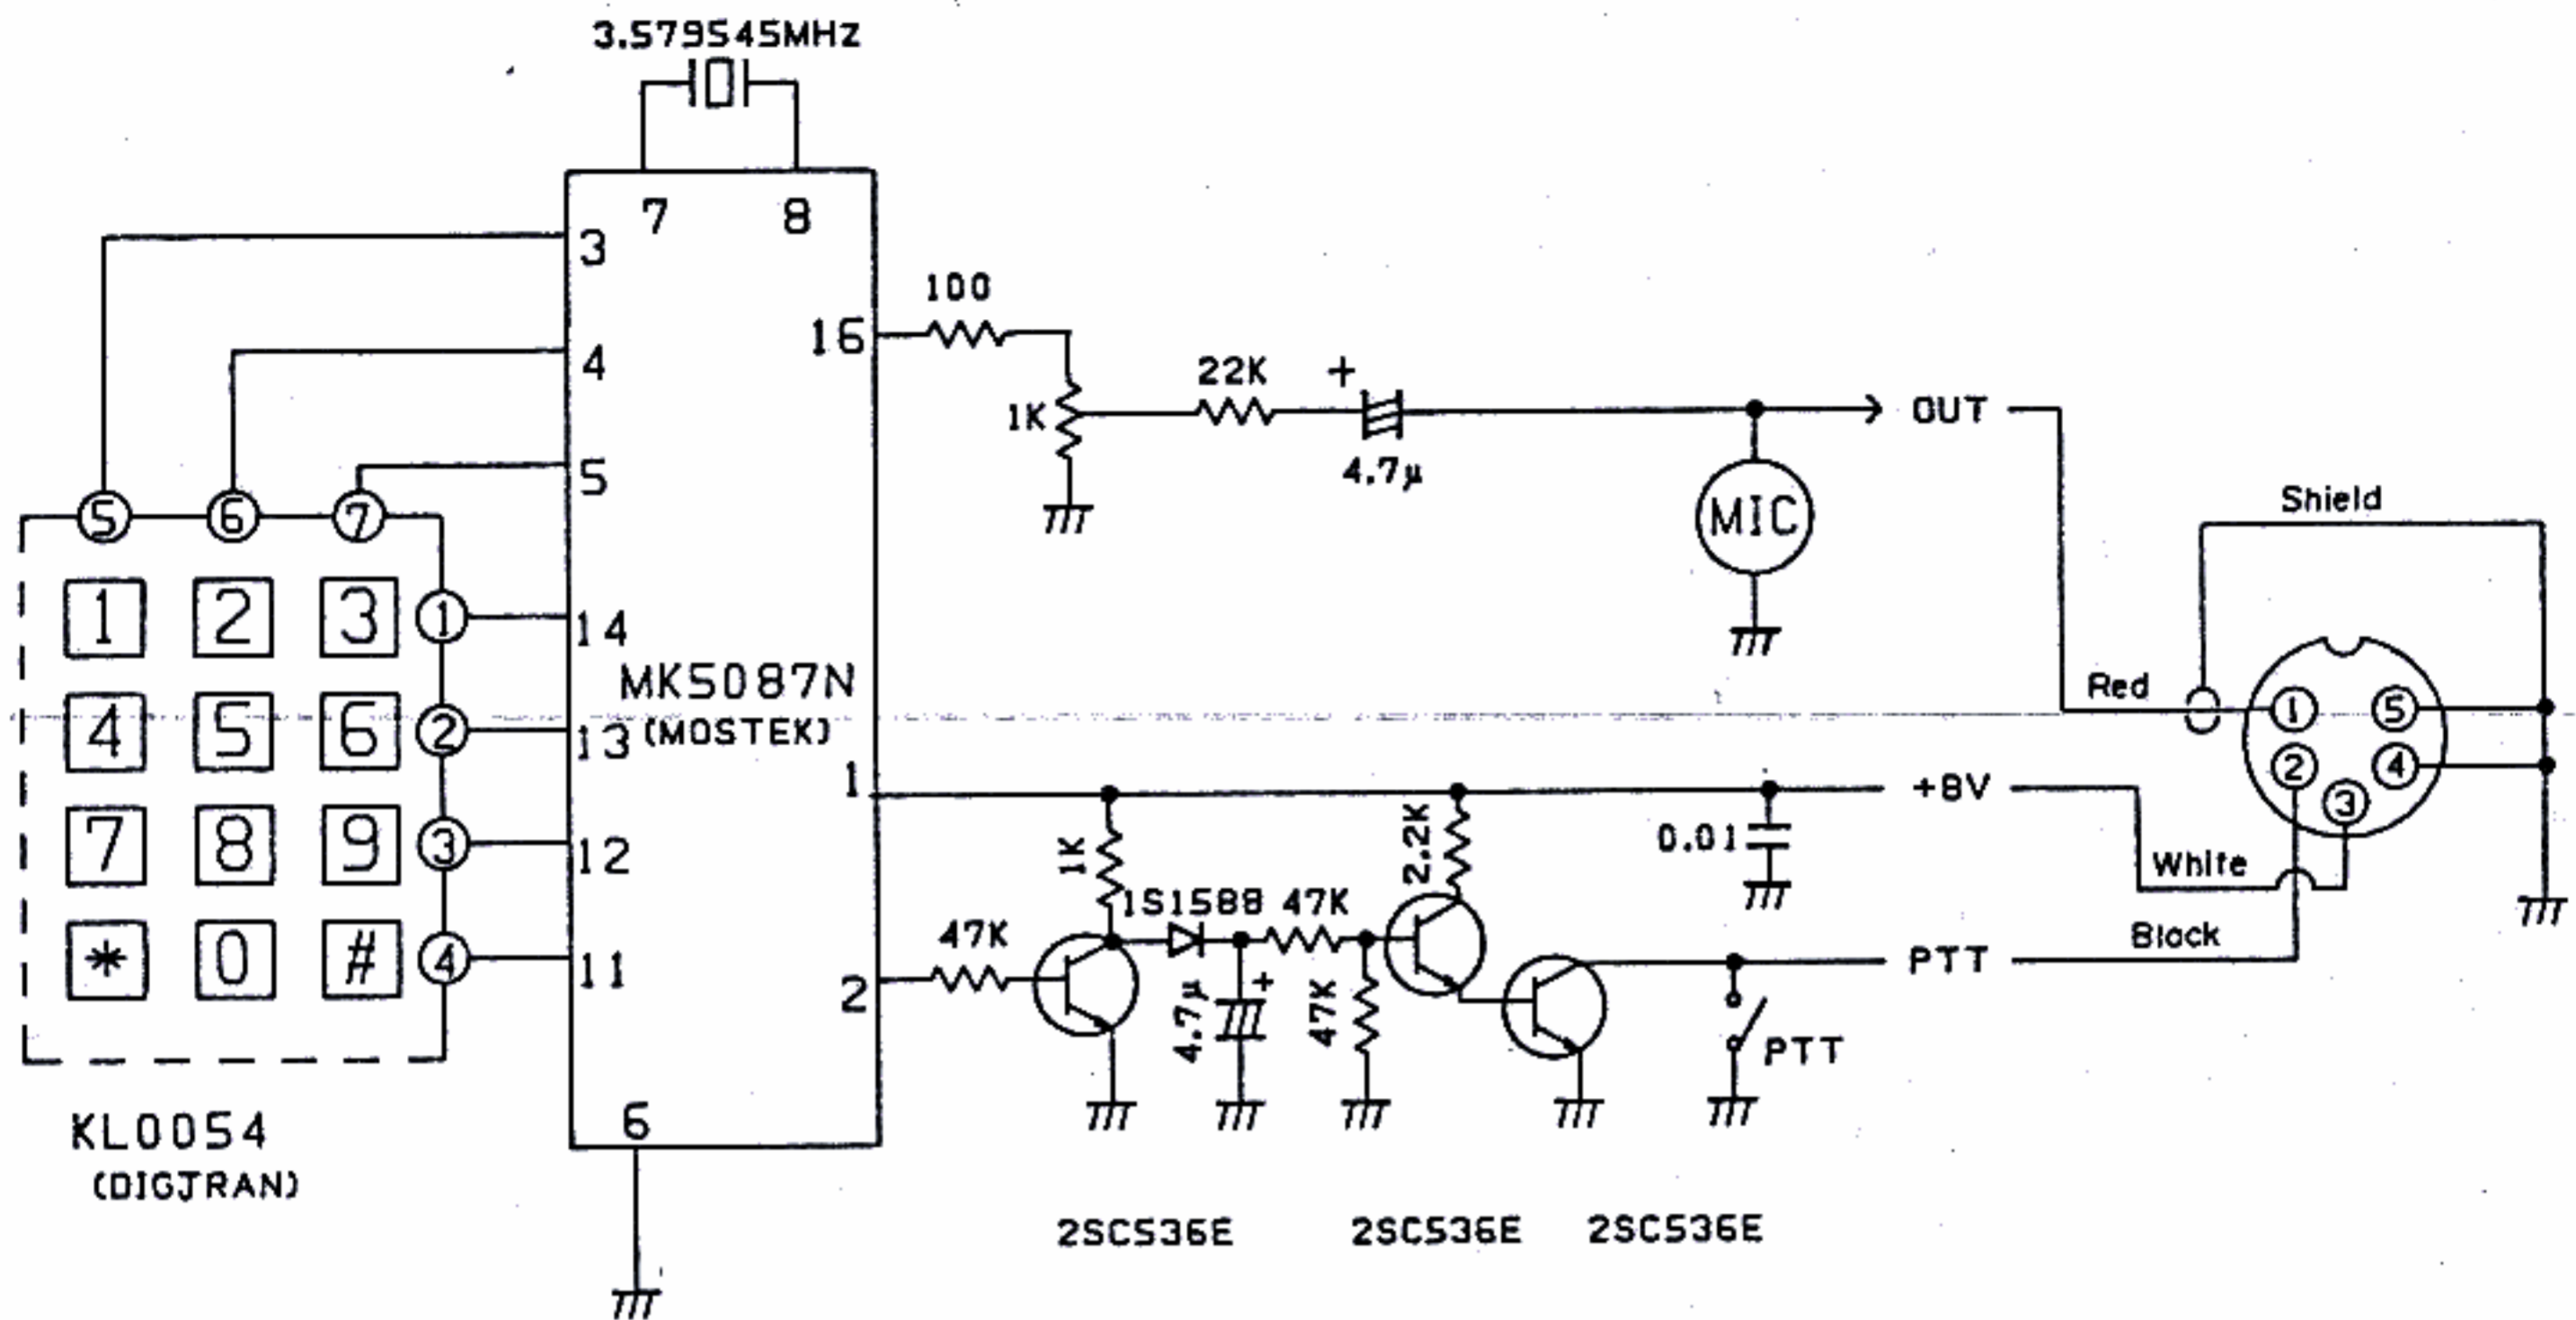 3.579545MHz
7 8
3
4
5
16
100
1K
22K
+
4.7μ
OUT
MIC
Shield
5 6 7
1 2 3 1
14
4 5 6 2
13
7 8 9 3
12
* 0 # 4
11
MK5087N
(MOSTEK)
Red
1 5
2 4
3
1
+8V
1K
2.2K
0.01
White
1S1588 47K
47K
2
4.7μ
+
47K
PTT
Black
PTT
6
KL0054
(DIGJRAN)
2SC536E 2SC536E 2SC536E